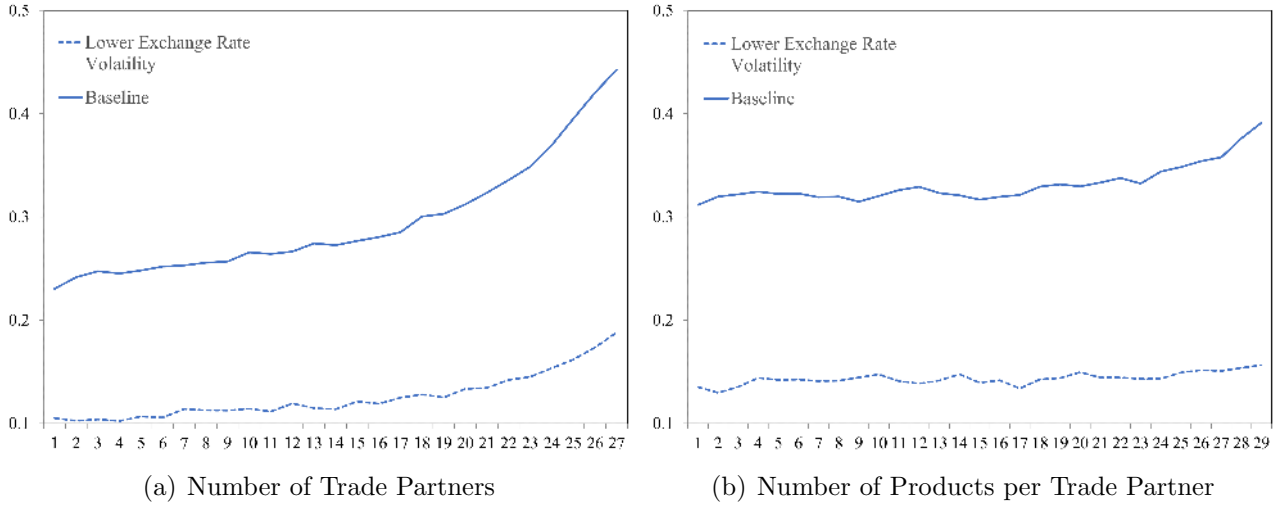 0.5
0.4
0.3
0.2
0.1
Lower Exchange Rate
Volatility
Baseline
1 2 3 4 5 6 7 8 9 10 11 12 13 14 15 16 17 18 19 20 21 22 23 24 25 26 27
(a) Number of Trade Partners
0.5
0.4
0.3
0.2
0.1
Lower Exchange Rate
Volatility
Baseline
1 2 3 4 5 6 7 8 9 10 11 12 13 14 15 16 17 18 19 20 21 22 23 24 25 26 27 28 29
(b) Number of Products per Trade Partner